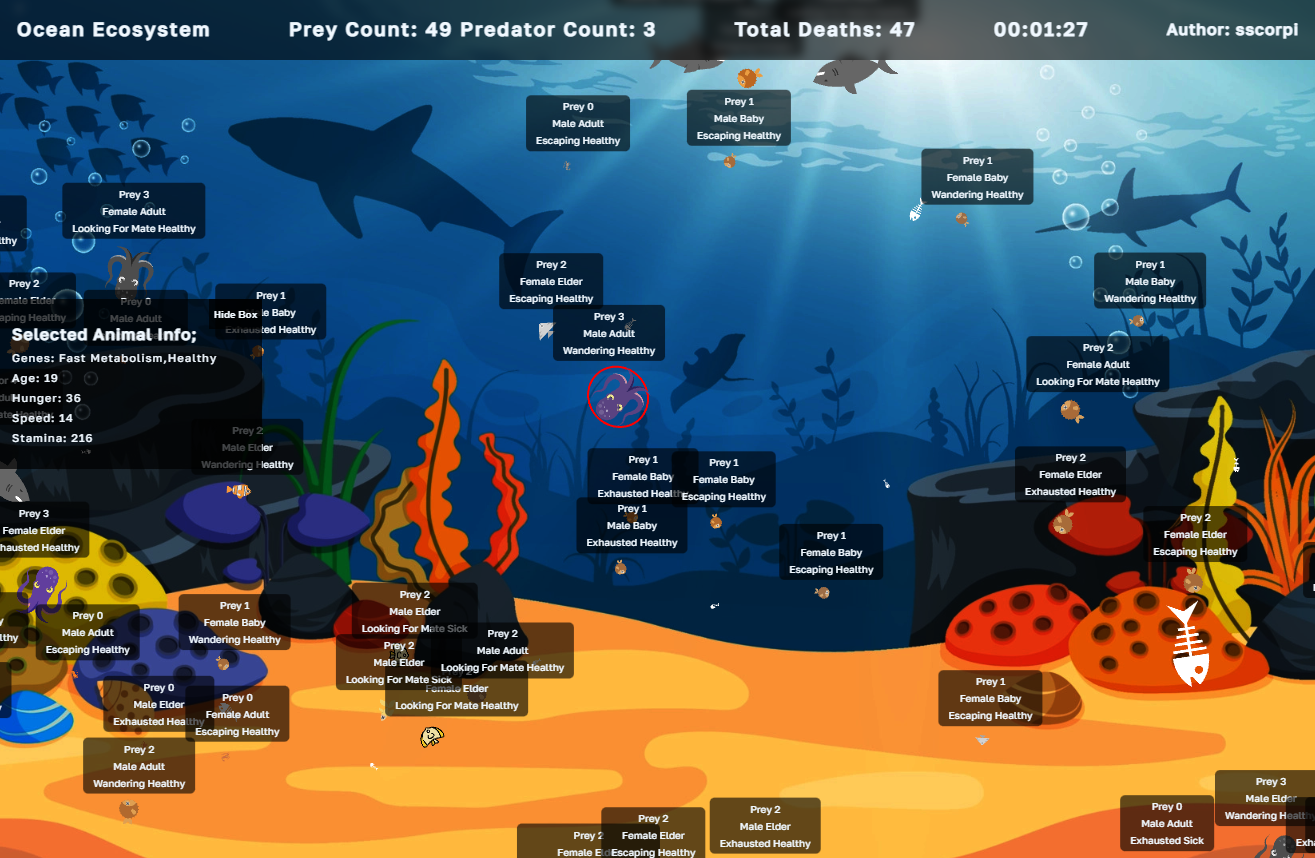 Ocean Ecosystem
Prey Count: 49 Predator Count: 3
Total Deaths: 47
00:01:27
Author: sscorpi
Prey 0
Male Adult
Escaping Healthy
Prey 1
Male Baby
Escaping Healthy
Prey 1
Female Baby
Wandering Healthy
Prey 3
Female Adult
Looking For Mate Healthy
Prey 2
Female Elder
Escaping Healthy
Prey 1
Male Baby
Wandering Healthy
Prey 2
Prey 0
Male Adult
Prey 1
Exhausted Healthy
Hide Box
Prey 3
Male Adult
Wandering Healthy
Selected Animal Info;
Genes: Fast Metabolism,Healthy
Age: 19
Hunger: 36
Speed: 14
Stamina: 216
Prey 2
Female Adult
Looking For Mate Healthy
Prey 2
Male Elder
Wandering Healthy
Prey 1
Female Baby
Exhausted
Prey 1
Female Baby
Escaping Healthy
Prey 2
Female Elder
Exhausted Healthy
Prey 3
Female Elder
Healthy
Prey 1
Male Baby
Exhausted Healthy
Prey 1
Female Baby
Escaping Healthy
Prey 2
Female Elder
Escaping Healthy
Prey 0
Male Adult
Escaping Healthy
Prey 1
Female Baby
Wandering Healthy
Prey 2
Male Elder
Looking For Mate Sick
Prey 2
Male Elder
Looking For Mate Sick
Prey 2
Male Adult
Looking For Mate Healthy
Female Elder
Looking For Mate Healthy
Prey 0
Male Elder
Exhausted Healthy
Prey 0
Female Adult
Escaping Healthy
Prey 1
Female Baby
Escaping Healthy
Prey 2
Male Adult
Wandering Healthy
Prey 2
Female
Prey 2
Female Elder
Escaping Healthy
Prey 2
Male Elder
Exhausted Healthy
Prey 0
Male Adult
Exhausted Sick
Prey 3
Male Elder
Wandering